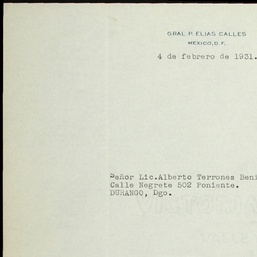 GRAL. P. ELIAS CALLES
MEXICO, D. F.
4 de febrero de 1931.
Señor Lic.Alberto Terrones Beni
Calle Negrete 502 Poniente.
DURANGO, Dgo.